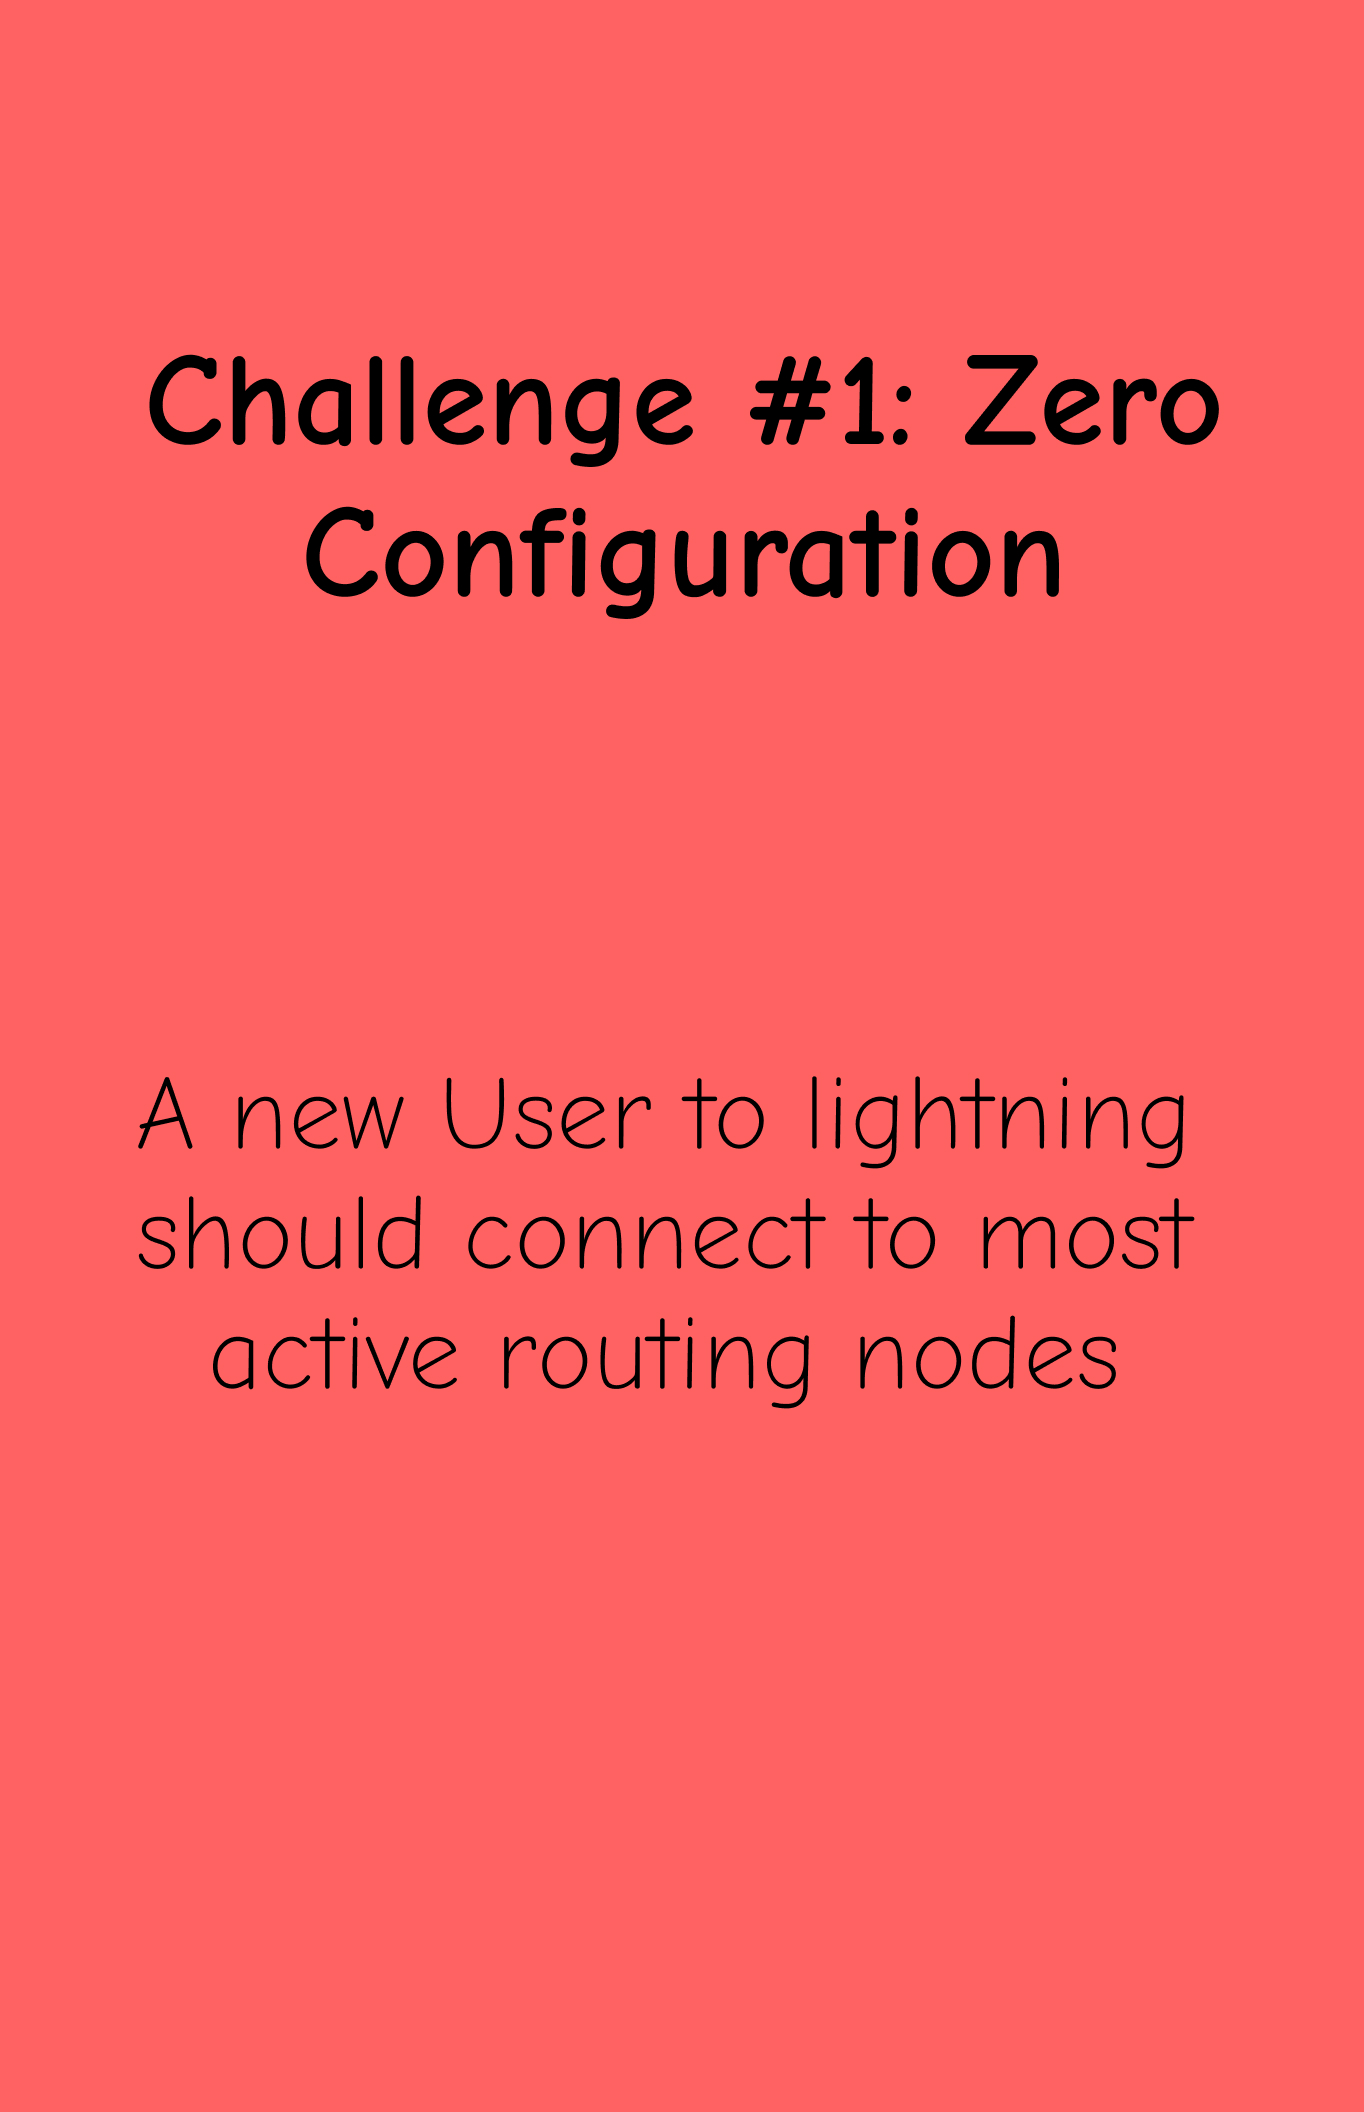 Challenge #1: Zero
Configuration
A new User to lightning
should connect to most
active routing nodes